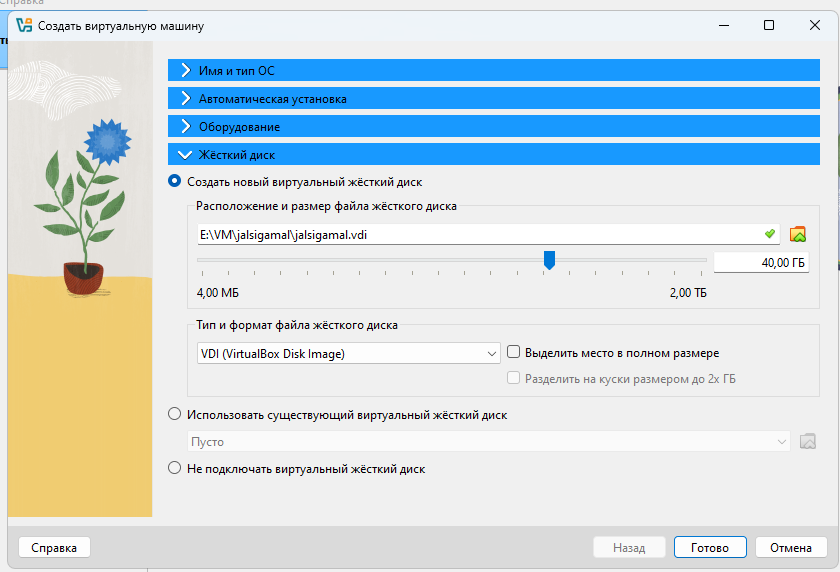 Справка
Создать виртуальную машину
Имя и тип ОС
Автоматическая установка
Оборудование
Жёсткий диск
Создать новый виртуальный жёсткий диск
Расположение и размер файла жёсткого диска
E:\VM\jalsigamal\jalsigamal.vdi
40,00 ГБ
4,00 МБ
2,00 ТБ
Тип и формат файла жёсткого диска
VDI (VirtualBox Disk Image)
Выделить место в полном размере
Разделить на куски размером до 2х ГБ
Использовать существующий виртуальный жёсткий диск
Пусто
Не подключать виртуальный жёсткий диск
Справка
Назад
Готово
Отмена